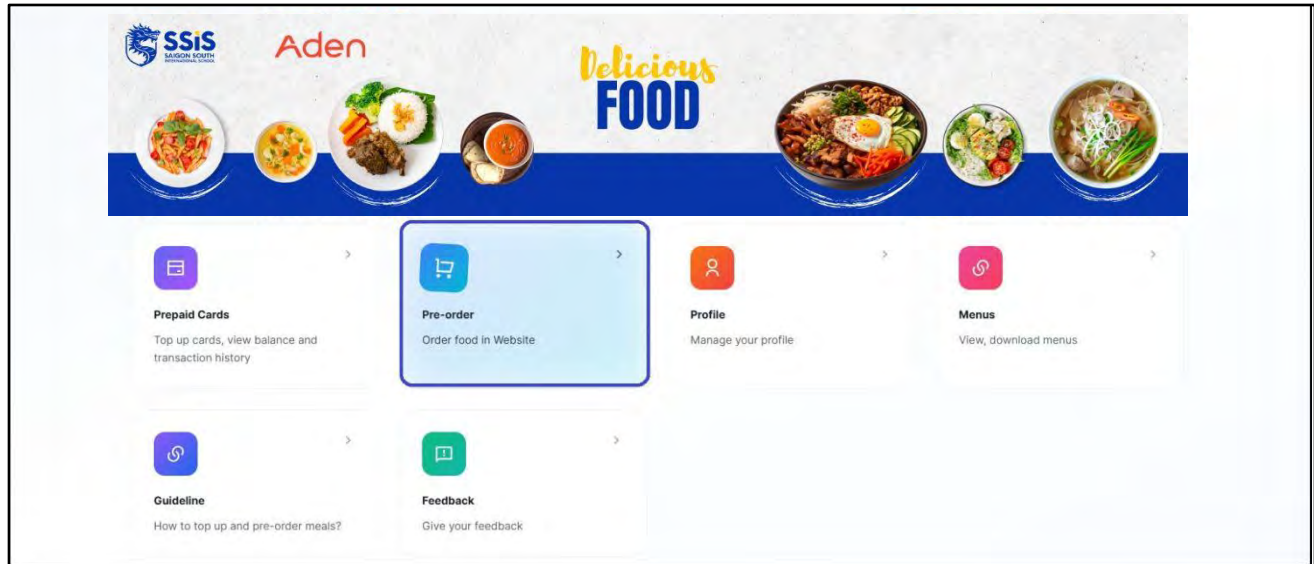 SSIS
SAIGON SOUTH
INTERNATIONAL SCHOOL
Aden
Delicious
FOOD
Prepaid Cards
Top up cards, view balance and
transaction history
Pre-order
Order food in Website
Profile
Manage your profile
Menus
View, download menus
Guideline
How to top up and pre-order meals?
Feedback
Give your feedback